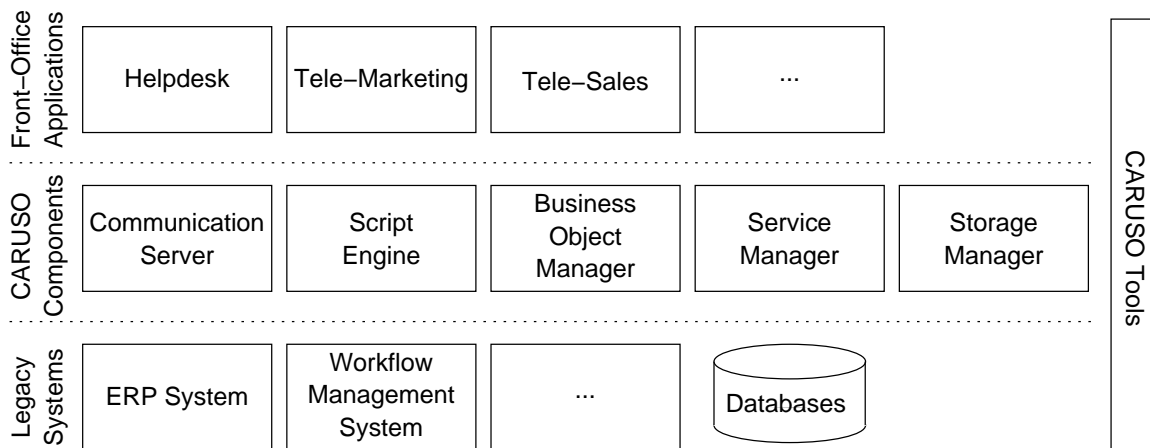 Front−Office
Applications
Helpdesk
Tele−Marketing
Tele−Sales
...
CARUSO
Components
Communication
Server
Script
Engine
Business
Object
Manager
Service
Manager
Storage
Manager
Legacy
Systems
ERP System
Workflow
Management
System
...
Databases
CARUSO Tools